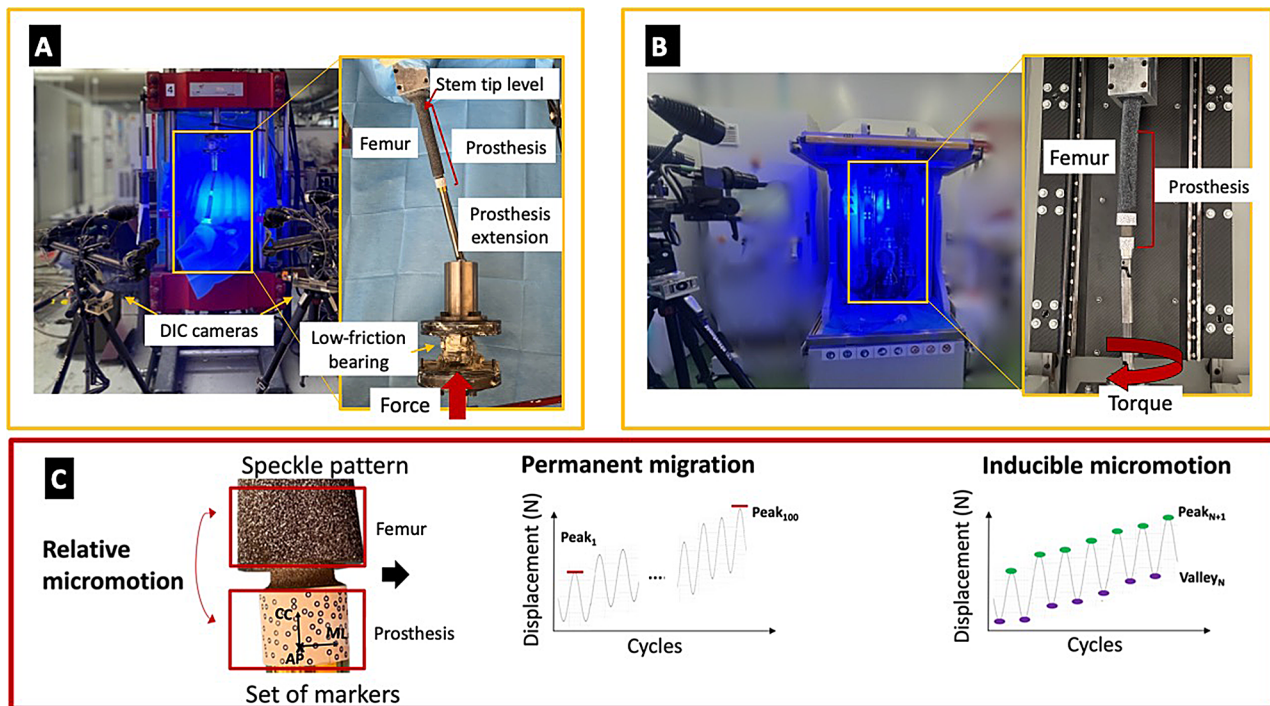 A
4
Stem tip level
Femur
Prosthesis
Prosthesis
extension
DIC cameras
Low-friction
bearing
Force
B
Femur
Prosthesis
Torque
C
Speckle pattern
Femur
Relative
micromotion
CC
ML
AP
Prosthesis
Set of markers
Permanent migration
Displacement (N)
Peak1
Peak100
....
Cycles
Inducible micromotion
Displacement (N)
PeakN+1
ValleyN
Cycles